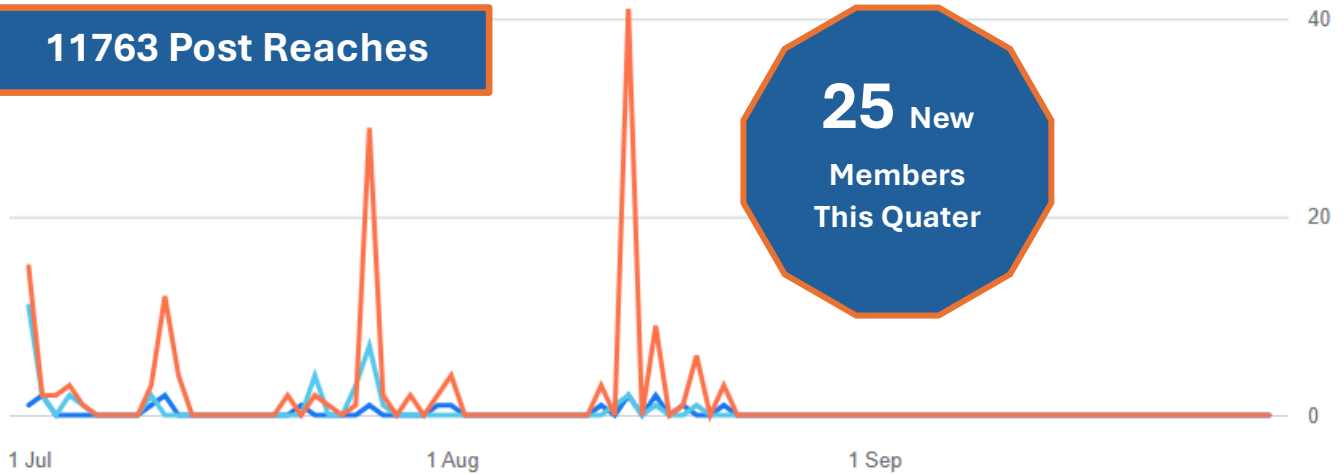 11763 Post Reaches
25 New
Members
This Quater
40
20
0
1 Jul
1 Aug
1 Sep